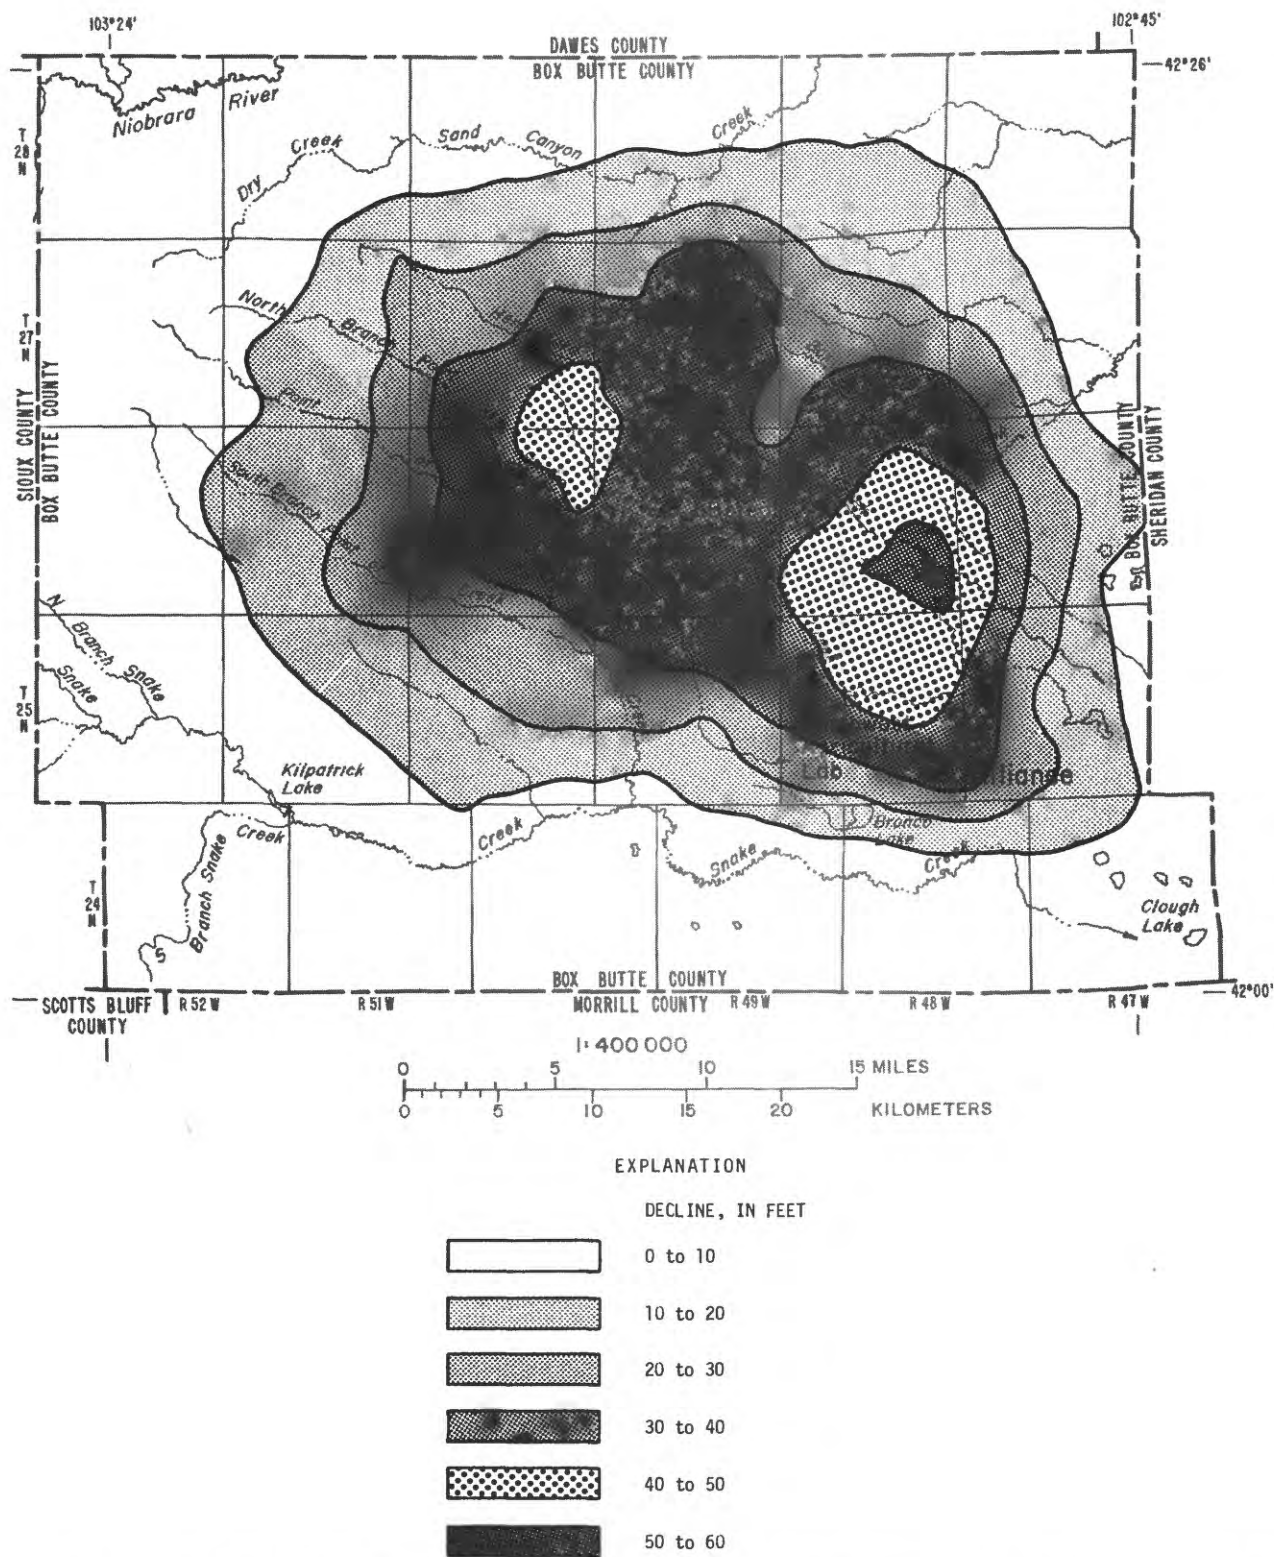 103°24'
102°45'
DAWES COUNTY
BOX BUTTE COUNTY
42°26'
Niobrara River
T 28 N
Dry Creek
Sand Canyon Creek
T 27 N
North Branch
Point
South Branch
SIOUX COUNTY
BOX BUTTE COUNTY
BOX BUTTE COUNTY
SHERIDAN COUNTY
N Branch Snake
Snake
T 25 N
Kilpatrick Lake
Creek
Lab
Alliance
Bronco Lake
Creek
Snake
Creek
T 24 N
S Branch Snake
Clough Lake
BOX BUTTE COUNTY
SCOTTS BLUFF COUNTY
R 52 W
R 51 W
MORRILL COUNTY
R 49 W
R 48 W
R 47 W
42°00'
1:400 000
0 5 10 15 MILES
0 5 10 15 20 KILOMETERS
EXPLANATION
DECLINE, IN FEET
0 to 10
10 to 20
20 to 30
30 to 40
40 to 50
50 to 60